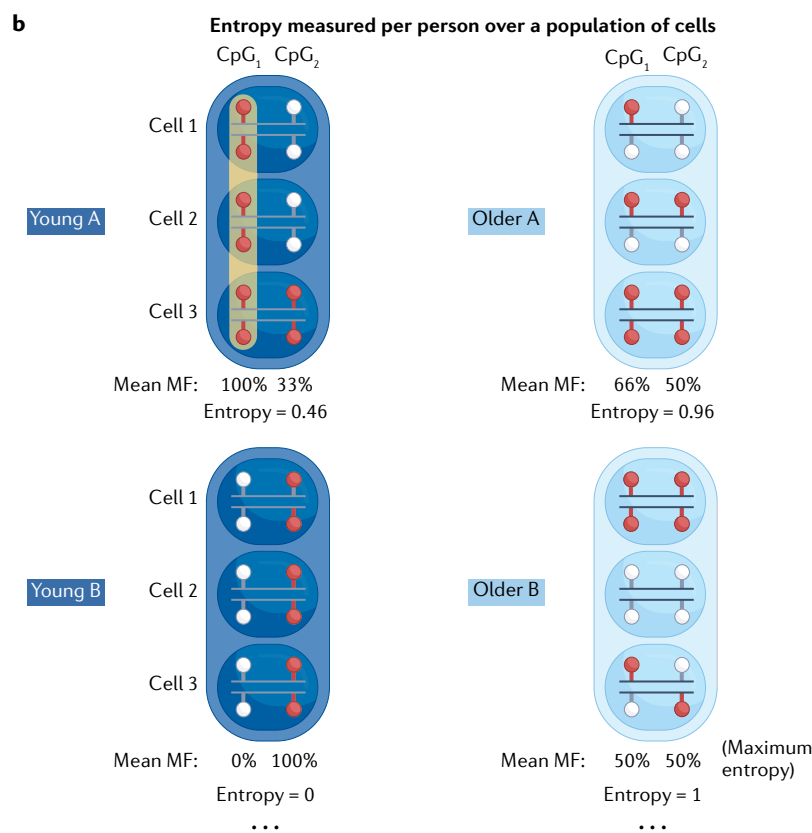 b
Entropy measured per person over a population of cells
CpG1 CpG2
CpG1 CpG2
Cell 1
Young A
Cell 2
Older A
Cell 3
Mean MF: 100% 33%
Entropy = 0.46
Mean MF: 66% 50%
Entropy = 0.96
Cell 1
Young B
Cell 2
Older B
Cell 3
Mean MF: 0% 100%
Entropy = 0
...
Mean MF: 50% 50% (Maximum
entropy)
Entropy = 1
...